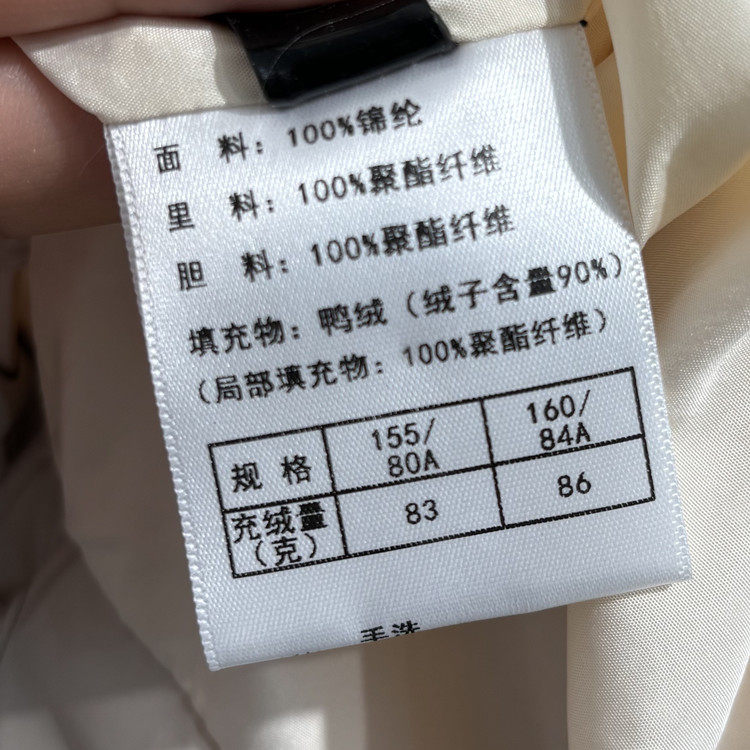 面 料：100%锦纶
里 料：100%聚酯纤维
胆 料：100%聚酯纤维
填充物：鸭绒（绒子含量90%）
（局部填充物：100%聚酯纤维）
规 格 155/80A 160/84A
充绒量（克） 83 86
手洗